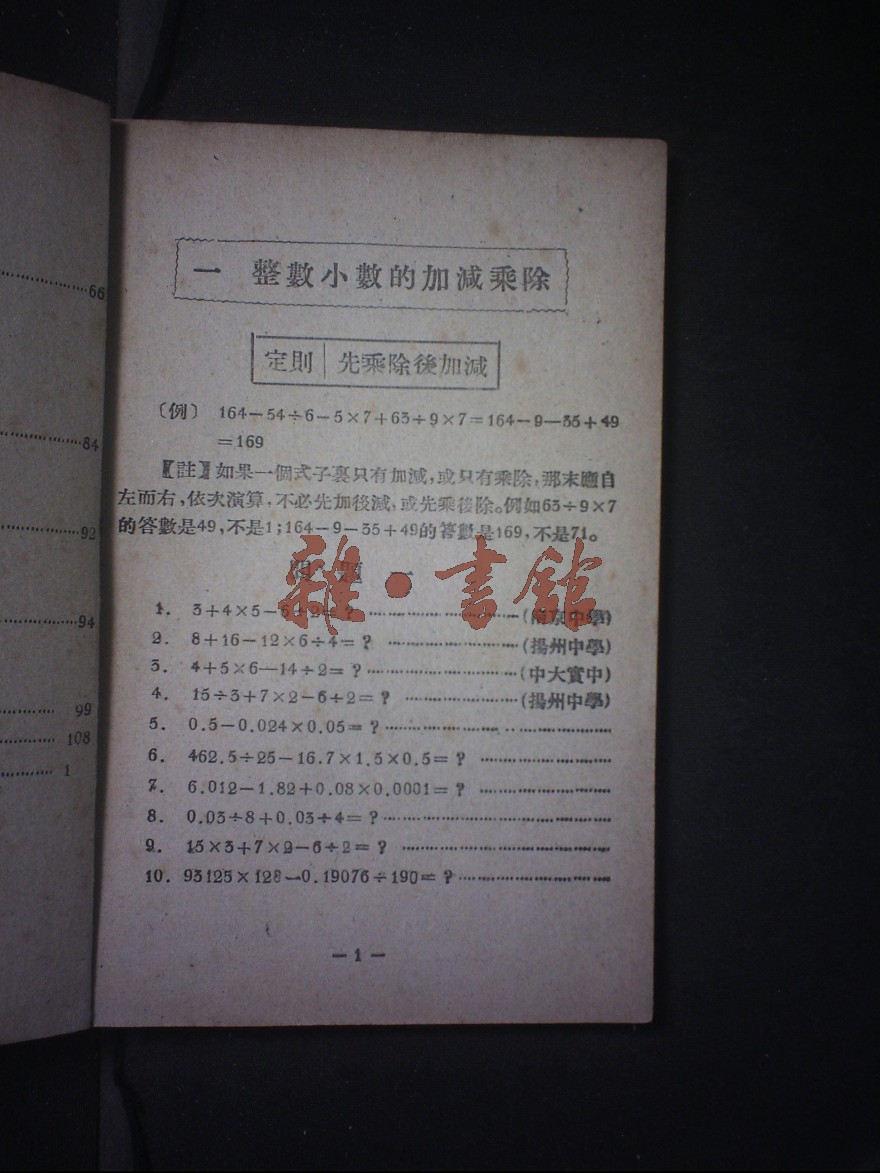 66
84
92
94
99
108
1
一 整數小數的加減乘除
定則 先乘除後加減
〔例〕 164－54÷6－5×7＋63÷9×7＝164－9－35＋49
＝169
【註】如果一個式子裏只有加減，或只有乘除，那末應自
左而右，依次演算，不必先加後減，或先乘後除。例如63÷9×7
的答數是49，不是1；164－9－35＋49的答數是169，不是71。
問題 一
雜·書館
1. 3＋4×5－6÷2＝？ (南京中學)
2. 8＋16－12×6÷4＝？ (揚州中學)
3. 4＋5×6－14÷2＝？ (中大實中)
4. 15÷3＋7×2－6÷2＝？ (揚州中學)
5. 0.5－0.024×0.05＝？
6. 462.5÷25－16.7×1.5×0.5＝？
7. 6.012－1.82＋0.08×0.0001＝？
8. 0.03÷8＋0.03÷4＝？
9. 15×3＋7×2－6÷2＝？
10. 93125×128－0.19076÷190＝？
－1－